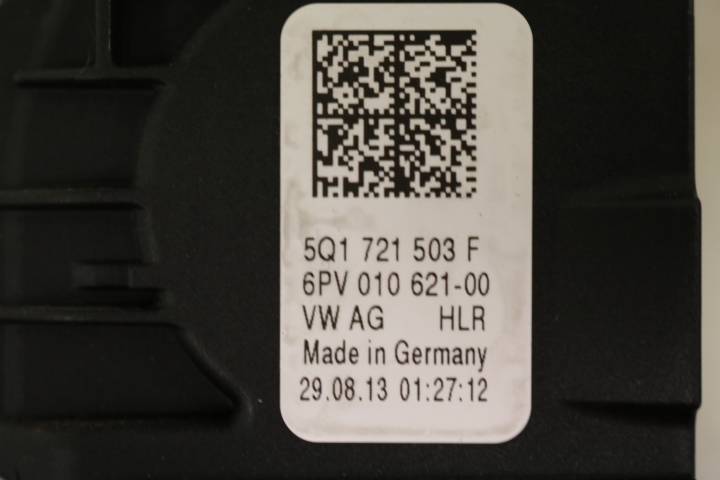 5Q1 721 503 F
6PV 010 621-00
VW AG HLR
Made in Germany
29.08.13 01:27:12